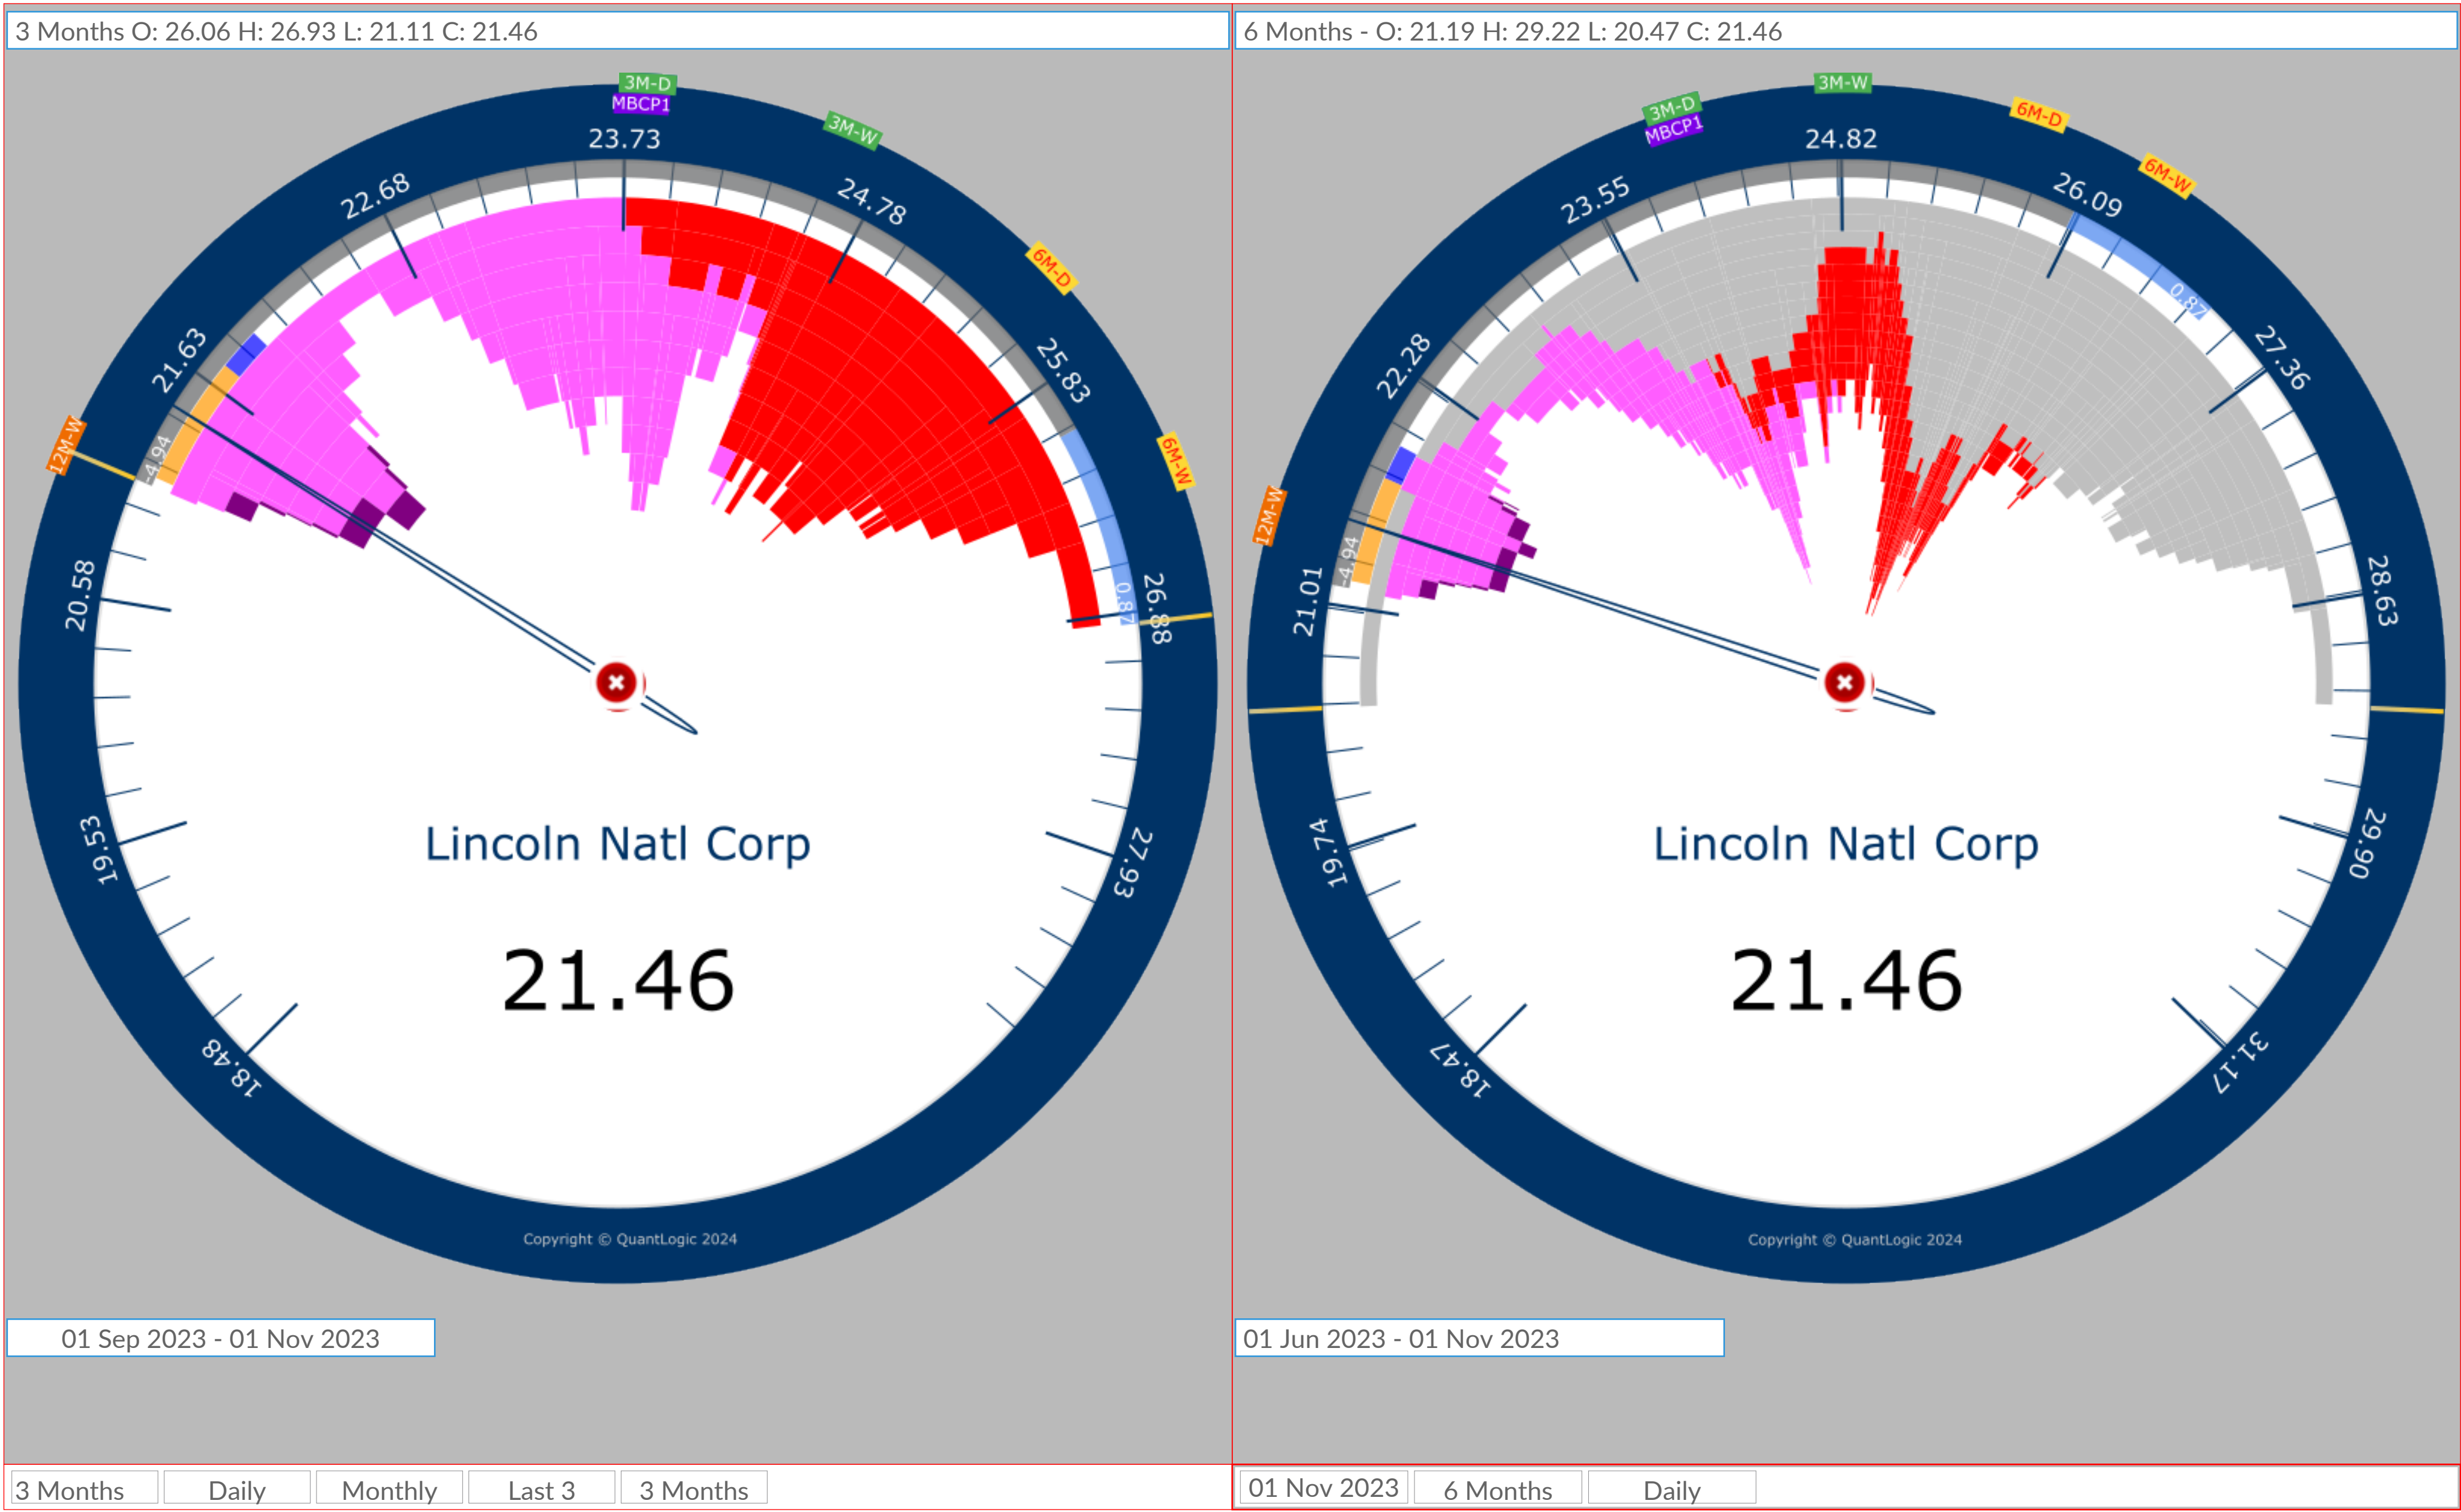 3 Months O: 26.06 H: 26.93 L: 21.11 C: 21.46
3M-D
MBCP1
3M-W
6M-D
6M-W
12M-W
23.73
22.68
24.78
21.63
25.83
-4.94
0.87
20.58
26.88
19.53
27.93
18.48
Lincoln Natl Corp
21.46
Copyright © QuantLogic 2024
01 Sep 2023 - 01 Nov 2023
3 Months
Daily
Monthly
Last 3
3 Months
6 Months - O: 21.19 H: 29.22 L: 20.47 C: 21.46
3M-W
3M-D
MBCP1
6M-D
6M-W
12M-W
24.82
23.55
26.09
0.87
22.28
27.36
-4.94
21.01
28.63
19.74
29.90
18.47
31.17
Lincoln Natl Corp
21.46
Copyright © QuantLogic 2024
01 Jun 2023 - 01 Nov 2023
01 Nov 2023
6 Months
Daily